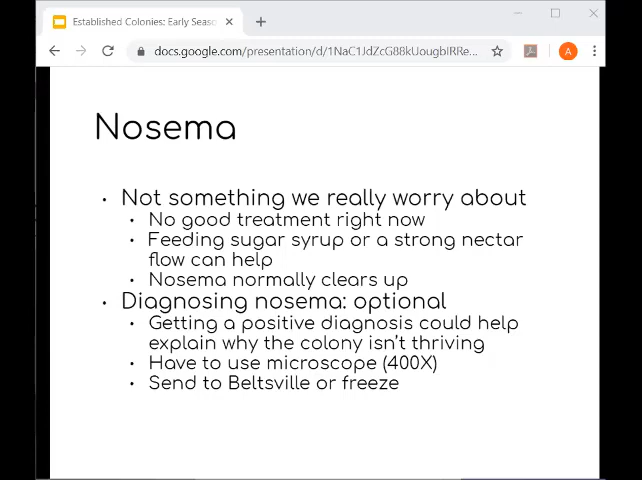 Established Colonies: Early Seaso
docs.google.com/presentation/d/1NaC1JdZcG88kUougbIRRe...
A
Nosema
• Not something we really worry about
• No good treatment right now
• Feeding sugar syrup or a strong nectar
flow can help
• Nosema normally clears up
• Diagnosing nosema: optional
• Getting a positive diagnosis could help
explain why the colony isn't thriving
• Have to use microscope (400X)
• Send to Beltsville or freeze